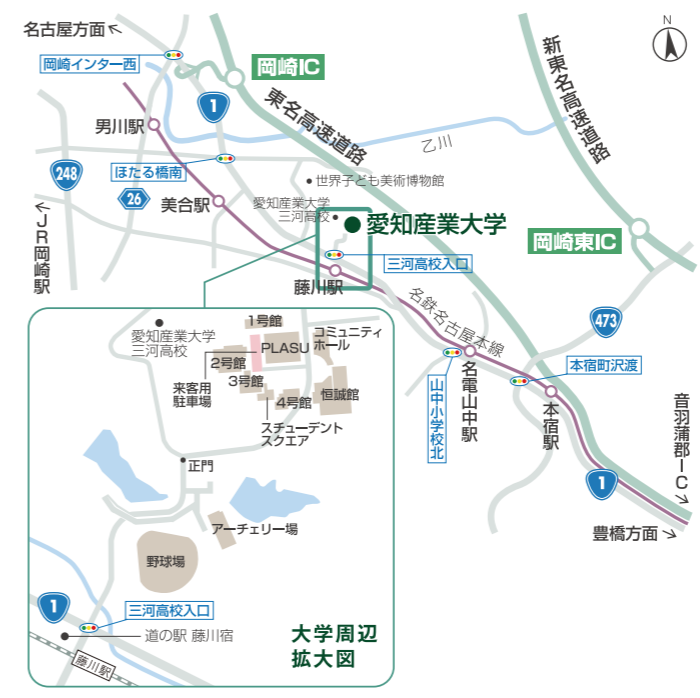 名古屋方面
N
岡崎インター西
岡崎IC
1
東名高速道路
新東名高速道路
男川駅
乙川
ほたる橋南
248
26
世界子ども美術博物館
美合駅
愛知産業大学
三河高校
愛知産業大学
JR岡崎駅
岡崎東IC
三河高校入口
藤川駅
名鉄名古屋本線
473
1号館
コミュニティ
ホール
愛知産業大学
三河高校
PLASU
2号館
来客用
駐車場
3号館
4号館
恒誠館
スチューデント
スクエア
本宿町沢渡
山中小学校北
名電山中駅
本宿駅
音羽蒲郡IC
正門
1
アーチェリー場
豊橋方面
野球場
1
三河高校入口
道の駅 藤川宿
大学周辺
拡大図
藤川駅